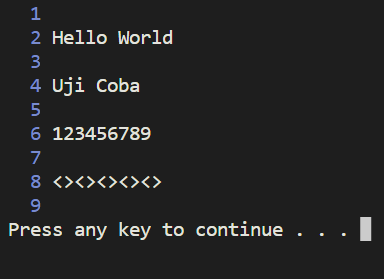 1
2 Hello World
3
4 Uji Coba
5
6 123456789
7
8 <><><><><>
9
Press any key to continue . . .